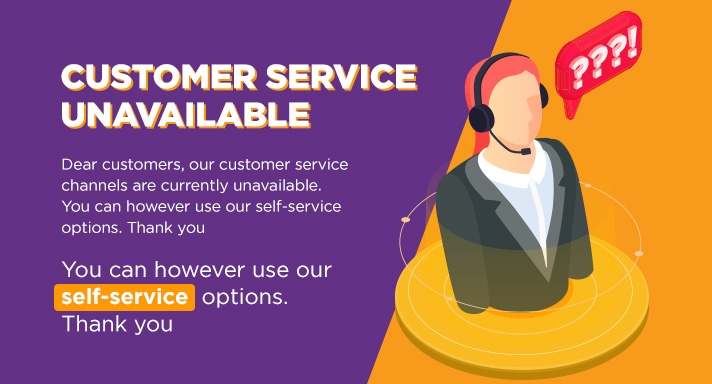 CUSTOMER SERVICE
UNAVAILABLE
???!
Dear customers, our customer service
channels are currently unavailable.
You can however use our self-service
options. Thank you
You can however use our
self-service options.
Thank you